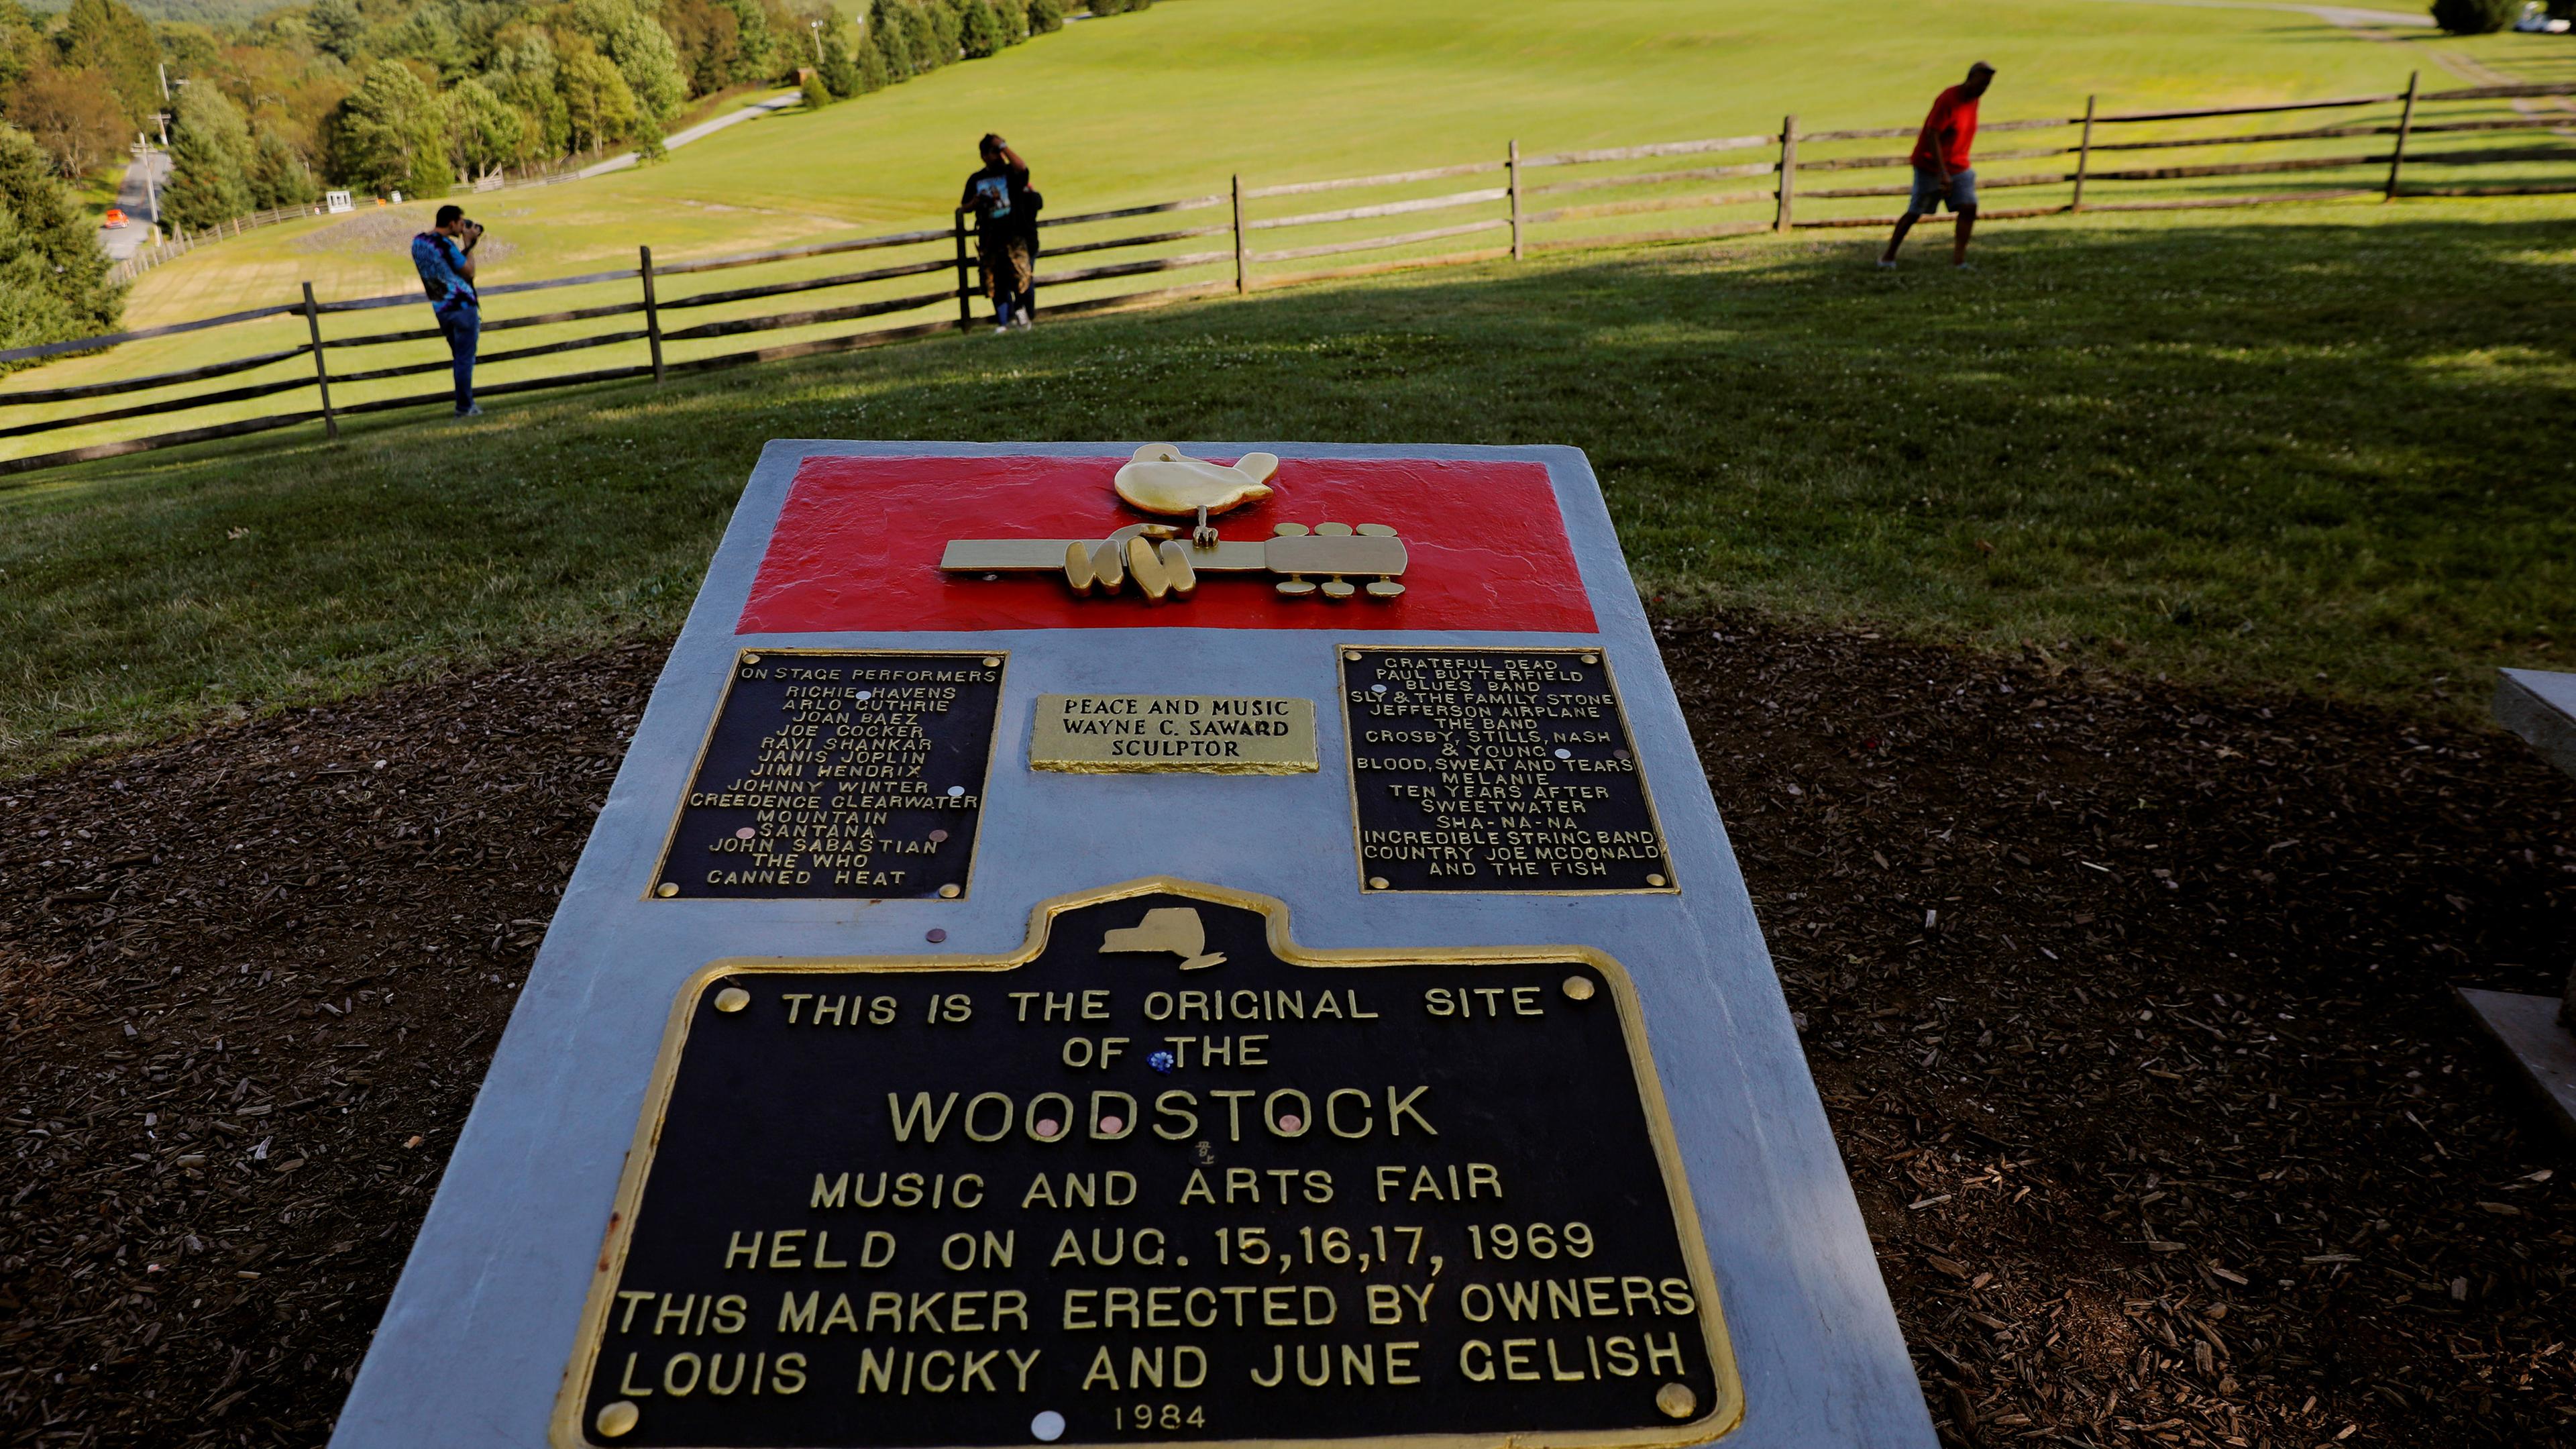 ON STAGE PERFORMERS
RICHIE HAVENS
ARLO GUTHRIE
JOAN BAEZ
JOE COCKER
RAVI SHANKAR
JANIS JOPLIN
JIMI HENDRIX
JOHNNY WINTER
CREEDENCE CLEARWATER
MOUNTAIN
SANTANA
JOHN SABASTIAN
THE WHO
CANNED HEAT
PEACE AND MUSIC
WAYNE C. SAWARD
SCULPTOR
GRATEFUL DEAD
PAUL BUTTERFIELD
BLUES BAND
SLY & THE FAMILY STONE
JEFFERSON AIRPLANE
THE BAND
CROSBY, STILLS, NASH
& YOUNG
BLOOD, SWEAT AND TEARS
MELANIE
TEN YEARS AFTER
SWEETWATER
SHA-NA-NA
INCREDIBLE STRING BAND
COUNTRY JOE MCDONALD
AND THE FISH
THIS IS THE ORIGINAL SITE
OF THE
WOODSTOCK
MUSIC AND ARTS FAIR
HELD ON AUG. 15,16,17, 1969
THIS MARKER ERECTED BY OWNERS
LOUIS NICKY AND JUNE GELISH
1984